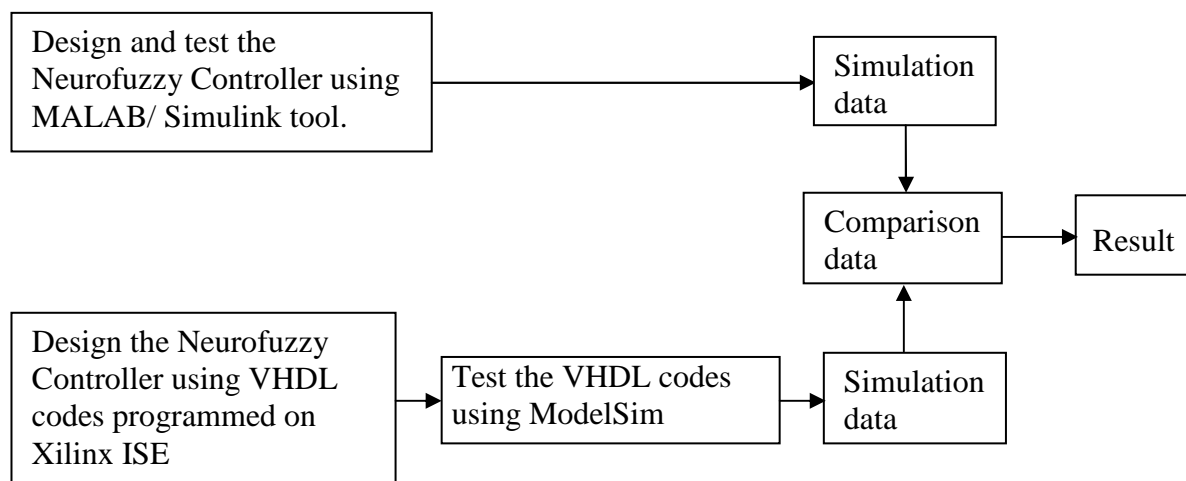 Design and test the
Neurofuzzy Controller using
MALAB/ Simulink tool.
Simulation
data
Comparison
data
Result
Design the Neurofuzzy
Controller using VHDL
codes programmed on
Xilinx ISE
Test the VHDL codes
using ModelSim
Simulation
data